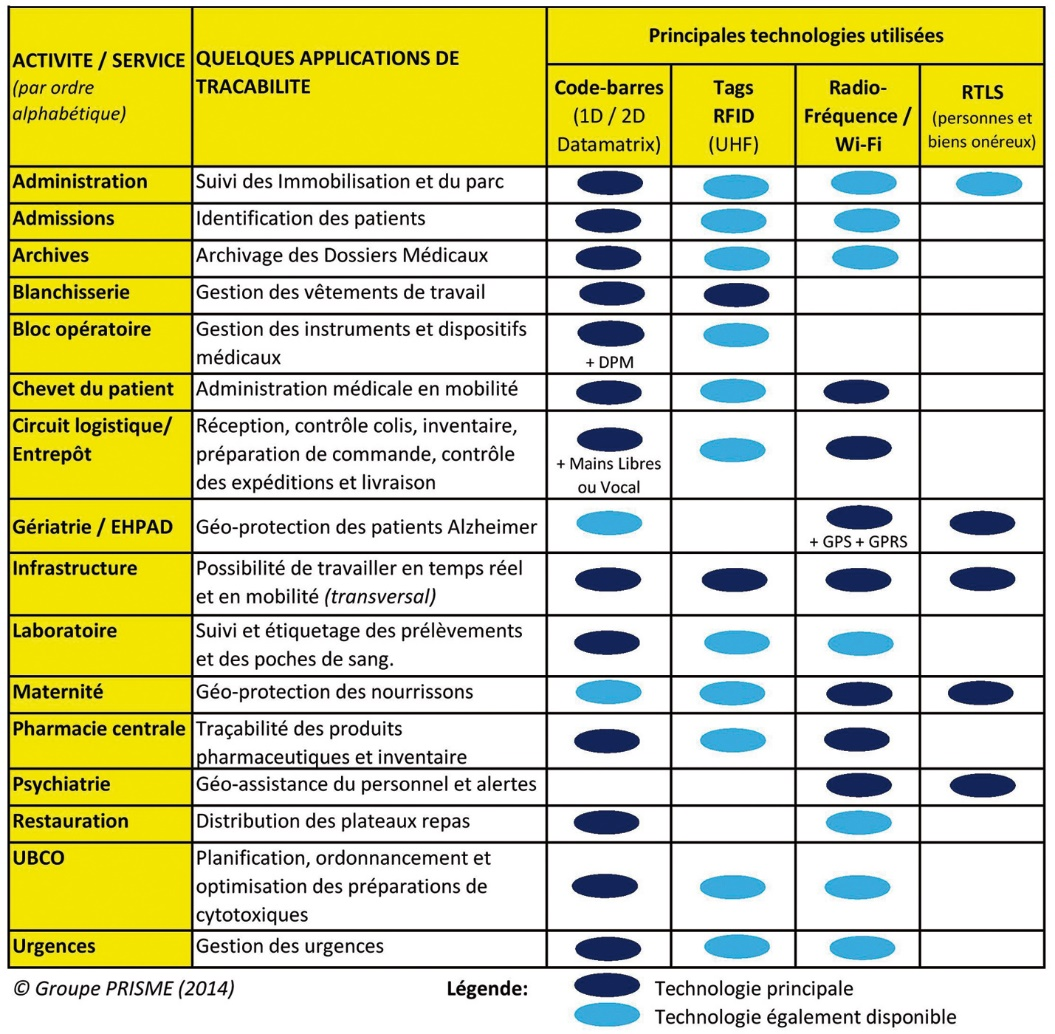 ACTIVITE / SERVICE
(par ordre
alphabétique)
QUELQUES APPLICATIONS DE
TRACABILITE
Principales technologies utilisées
Code-barres
(1D / 2D
Datamatrix)
Tags
RFID
(UHF)
Radio-
Fréquence /
Wi-Fi
RTLS
(personnes et
biens onéreux)
Administration
Suivi des Immobilisation et du parc
Admissions
Identification des patients
Archives
Archivage des Dossiers Médicaux
Blanchisserie
Gestion des vêtements de travail
Bloc opératoire
Gestion des instruments et dispositifs
médicaux
+ DPM
Chevet du patient
Administration médicale en mobilité
Circuit logistique/
Entrepôt
Réception, contrôle colis, inventaire,
préparation de commande, contrôle
des expéditions et livraison
+ Mains Libres
ou Vocal
Gériatrie / EHPAD
Géo-protection des patients Alzheimer
+ GPS + GPRS
Infrastructure
Possibilité de travailler en temps réel
et en mobilité (transversal)
Laboratoire
Suivi et étiquetage des prélèvements
et des poches de sang.
Maternité
Géo-protection des nourrissons
Pharmacie centrale
Traçabilité des produits
pharmaceutiques et inventaire
Psychiatrie
Géo-assistance du personnel et alertes
Restauration
Distribution des plateaux repas
UBCO
Planification, ordonnancement et
optimisation des préparations de
cytotoxiques
Urgences
Gestion des urgences
© Groupe PRISME (2014)
Légende:
Technologie principale
Technologie également disponible